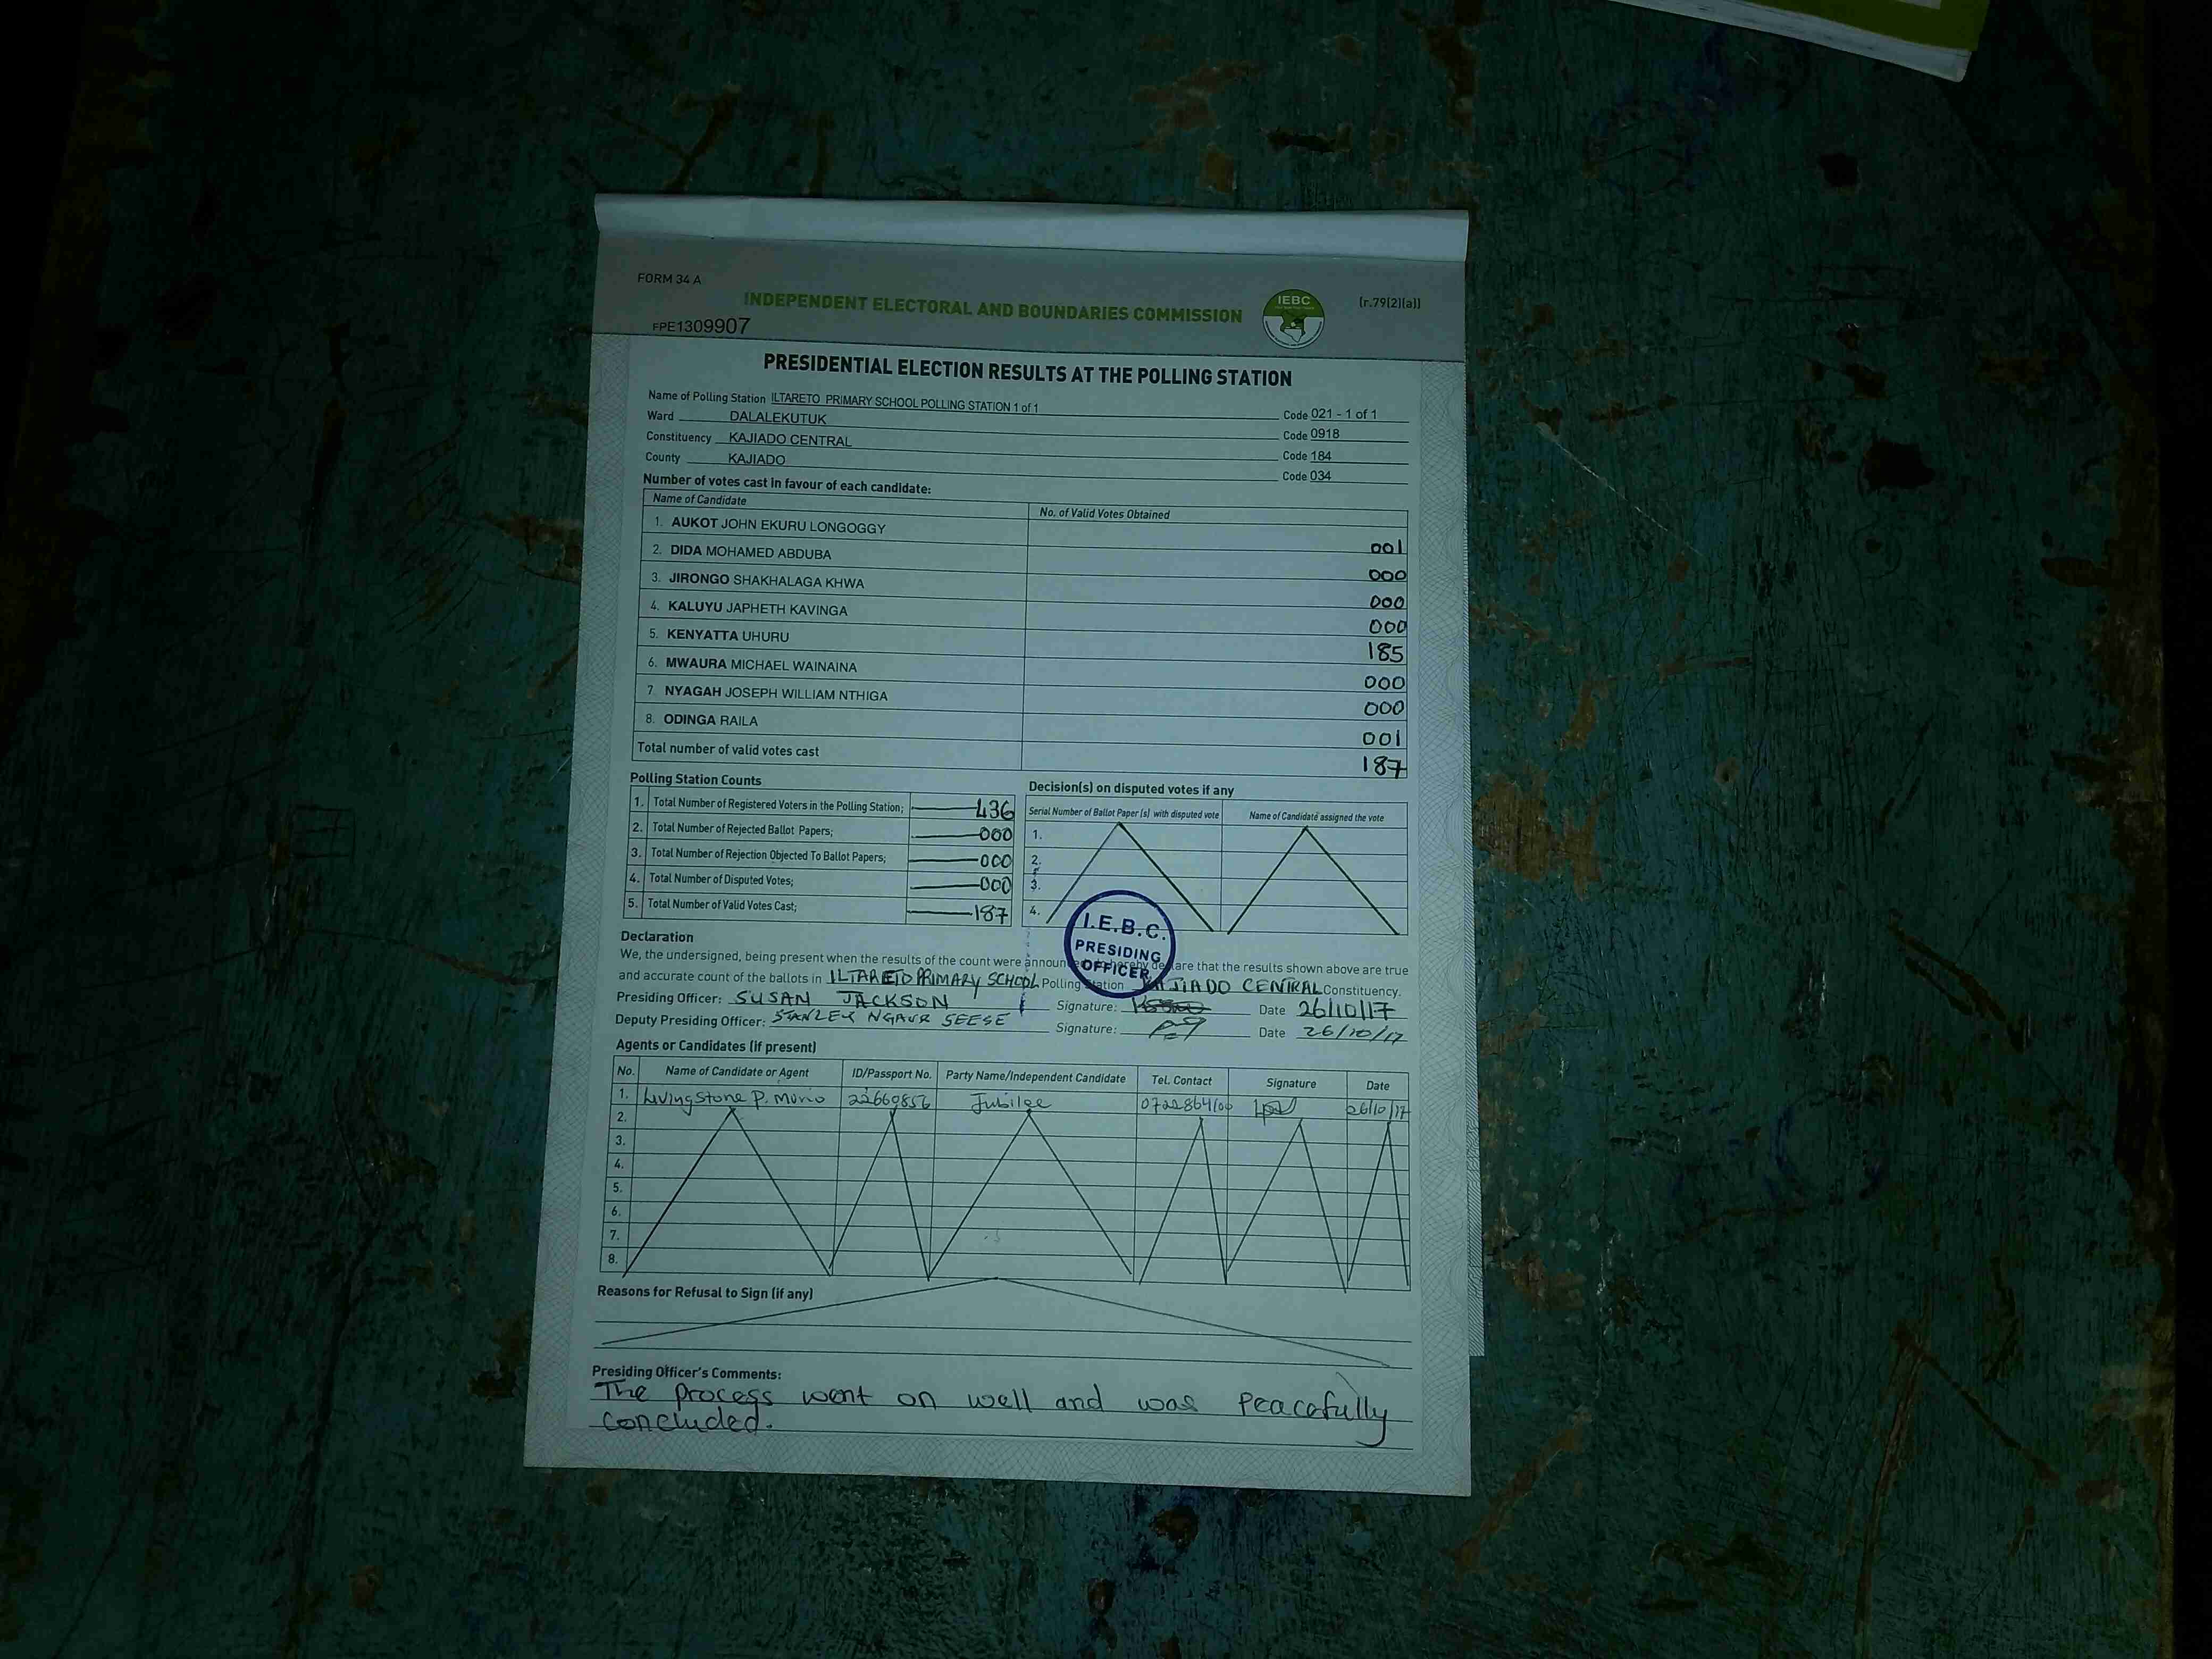 FORM 34 A
INDEPENDENT ELECTORAL AND BOUNDARIES COMMISSION
IEBC
(r.79(2)(a))
FPE1309907
PRESIDENTIAL ELECTION RESULTS AT THE POLLING STATION
Name of Polling Station ILTARETO PRIMARY SCHOOL POLLING STATION 1 of 1 Code 021 - 1 of 1
Ward DALALEKUTUK Code 0918
Constituency KAJIADO CENTRAL Code 184
County KAJIADO Code 034
Number of votes cast in favour of each candidate:
Name of Candidate No. of Valid Votes Obtained
1. AUKOT JOHN EKURU LONGOGGY 001
2. DIDA MOHAMED ABDUBA 000
3. JIRONGO SHAKHALAGA KHWA 000
4. KALUYU JAPHETH KAVINGA 000
5. KENYATTA UHURU 185
6. MWAURA MICHAEL WAINAINA 000
7. NYAGAH JOSEPH WILLIAM NTHIGA 000
8. ODINGA RAILA 001
Total number of valid votes cast 187
Polling Station Counts
1. Total Number of Registered Voters in the Polling Station; 436
2. Total Number of Rejected Ballot Papers; 000
3. Total Number of Rejection Objected To Ballot Papers; 000
4. Total Number of Disputed Votes; 000
5. Total Number of Valid Votes Cast; 187
Decision(s) on disputed votes if any
Serial Number of Ballot Paper (s) with disputed vote Name of Candidate assigned the vote
1.
2.
3.
4.
I.E.B.C.
PRESIDING
OFFICER
Declaration
We, the undersigned, being present when the results of the count were announced do hereby declare that the results shown above are true
and accurate count of the ballots in ILTARETO PRIMARY SCHOOL Polling Station KAJIADO CENTRAL Constituency.
Presiding Officer: SUSAN JACKSON Signature: Date 26/10/17
Deputy Presiding Officer: STANLEY SEESE Signature: Date 26/10/17
Agents or Candidates (if present)
No. Name of Candidate or Agent ID/Passport No. Party Name/Independent Candidate Tel. Contact Signature Date
1. Livingstone P. 22669856 Jubilee 26/10/17
2.
3.
4.
5.
6.
7.
8.
Reasons for Refusal to Sign (if any)
Presiding Officer's Comments:
The process went on well and was Peacefully
concluded.